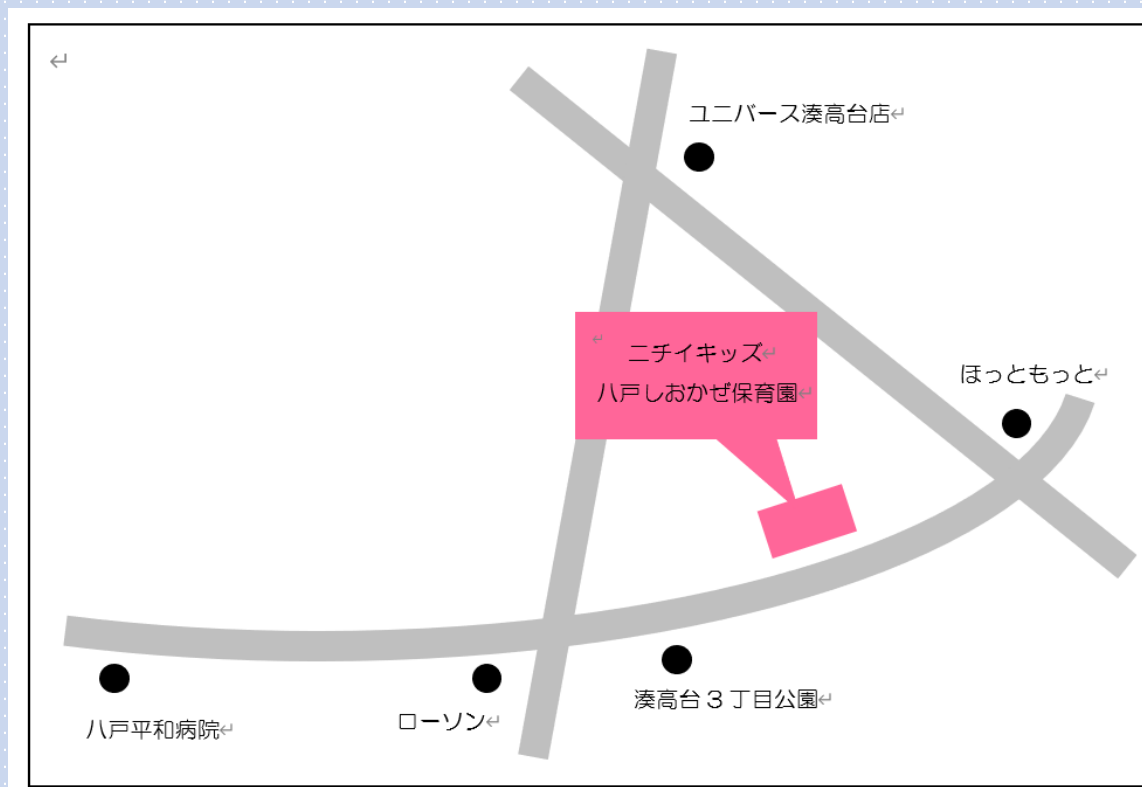 ユニバース湊高台店
ニチイキッズ
八戸しおかぜ保育園
ほっともっと
湊高台3丁目公園
ローソン
八戸平和病院